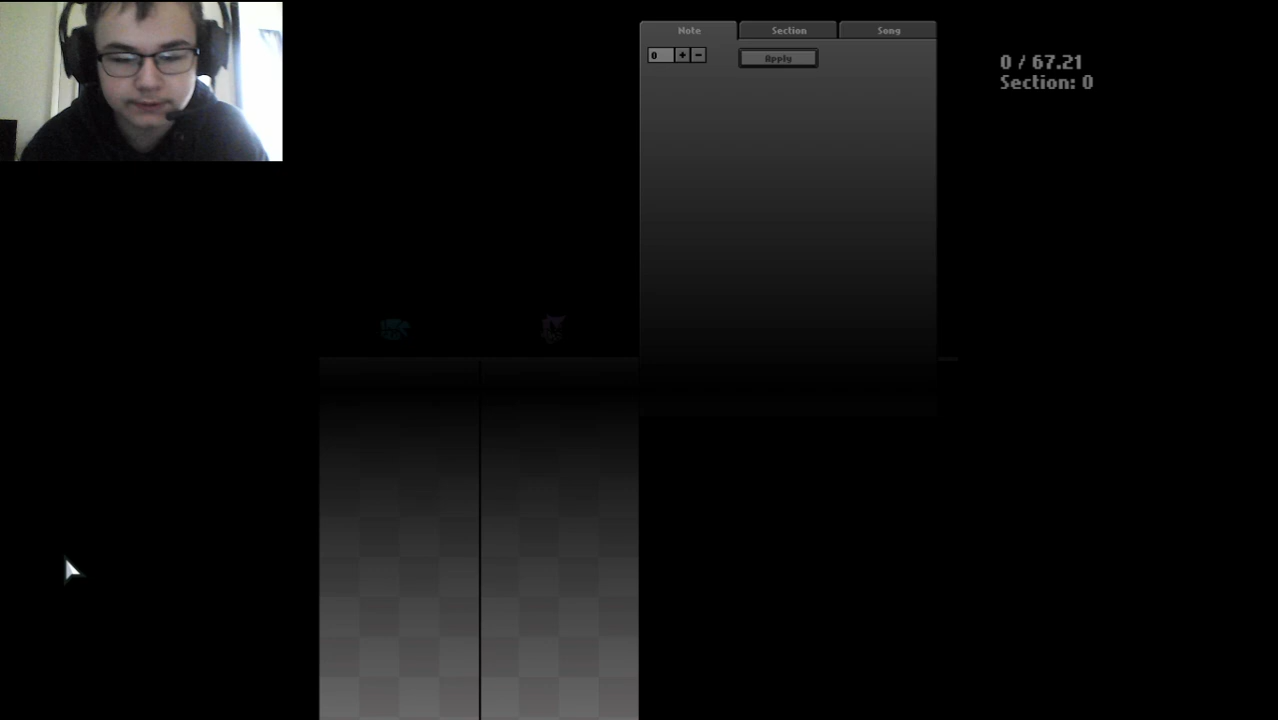 Note Section Song
0 + - Apply
0 / 67.21
Section: 0